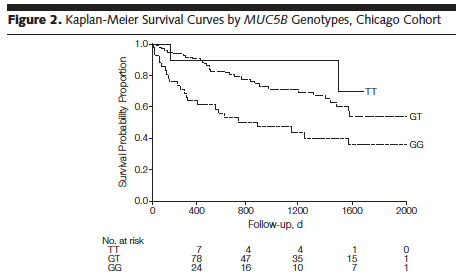 Figure 2. Kaplan-Meier Survival Curves by MUC5B Genotypes, Chicago Cohort
1.0
0.8
0.6
0.4
0.2
0.0
Survival Probability Proportion
TT
GT
GG
0 400 800 1200 1600 2000
Follow-up, d
No. at risk
TT 7 4 4 1 0
GT 78 47 35 15 1
GG 24 16 10 7 1